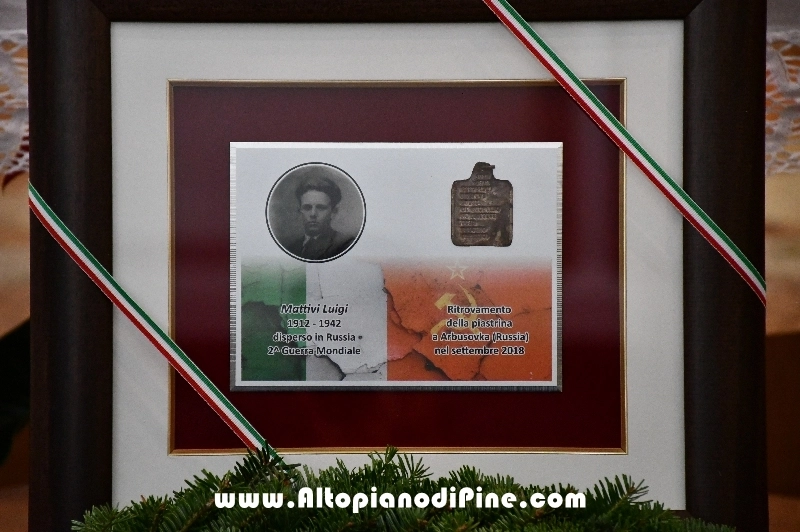 Mattivi Luigi
1912 - 1942
disperso in Russia
2^ Guerra Mondiale
Ritrovamento
della piastrina
a Arbusovka (Russia)
nel settembre 2018
www.AltopianodiPine.com